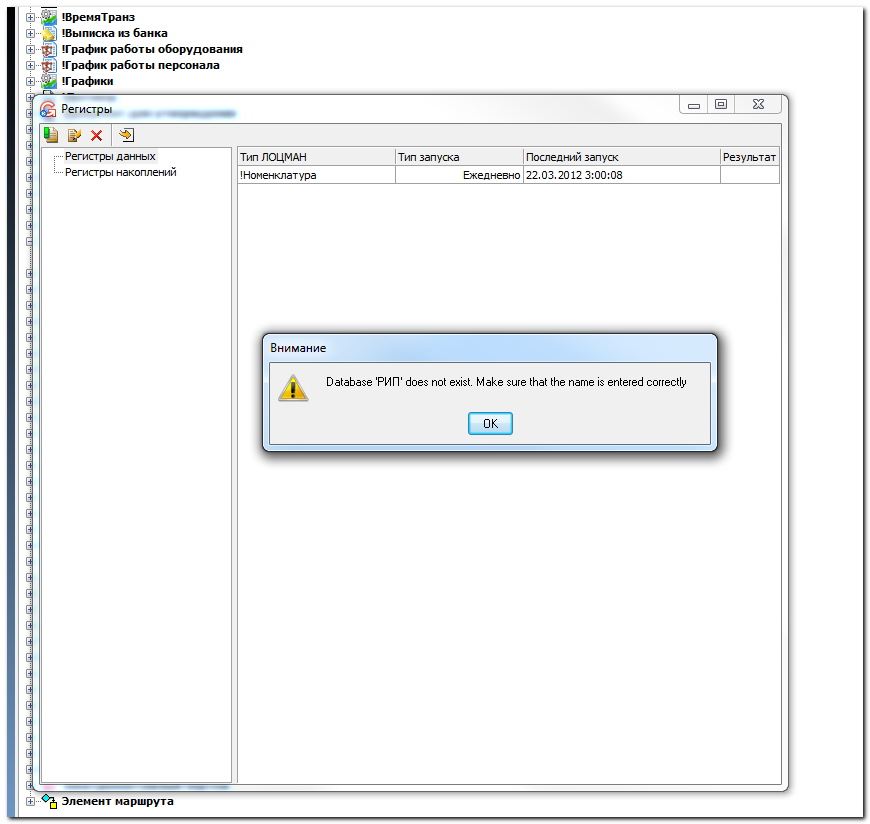 !ВремяТранз
!Выписка из банка
!График работы оборудования
!График работы персонала
!Графики
Регистры
Регистры данных
Регистры накоплений
Тип ЛОЦМАН Тип запуска Последний запуск Результат
!Номенклатура Ежедневно 22.03.2012 3:00:08
Внимание
Database 'РИП' does not exist. Make sure that the name is entered correctly
OK
Элемент маршрута